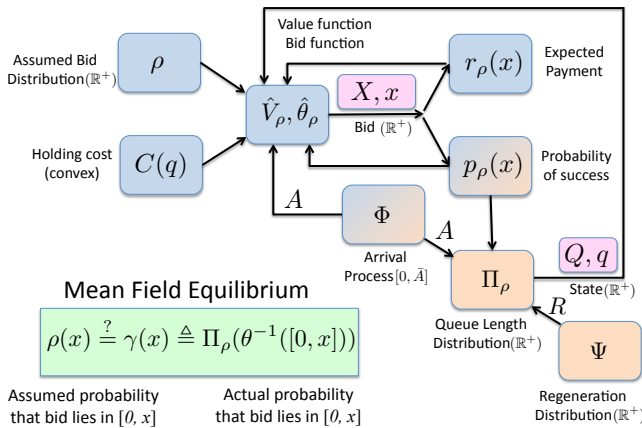 Value function
Bid function
Assumed Bid
Distribution(ℝ⁺)
ρ
V̂ρ, θ̂ρ
X, x
Bid (ℝ⁺)
rρ(x)
Expected
Payment
Holding cost
(convex)
C(q)
pρ(x)
Probability
of success
A
Φ
A
Arrival
Process[0, Ā]
Πρ
Q, q
State(ℝ⁺)
Queue Length
Distribution(ℝ⁺)
R
Ψ
Regeneration
Distribution(ℝ⁺)
Mean Field Equilibrium
ρ(x) ≟ γ(x) ≜ Πρ(θ⁻¹([0, x]))
Assumed probability
that bid lies in [0, x]
Actual probability
that bid lies in [0, x]